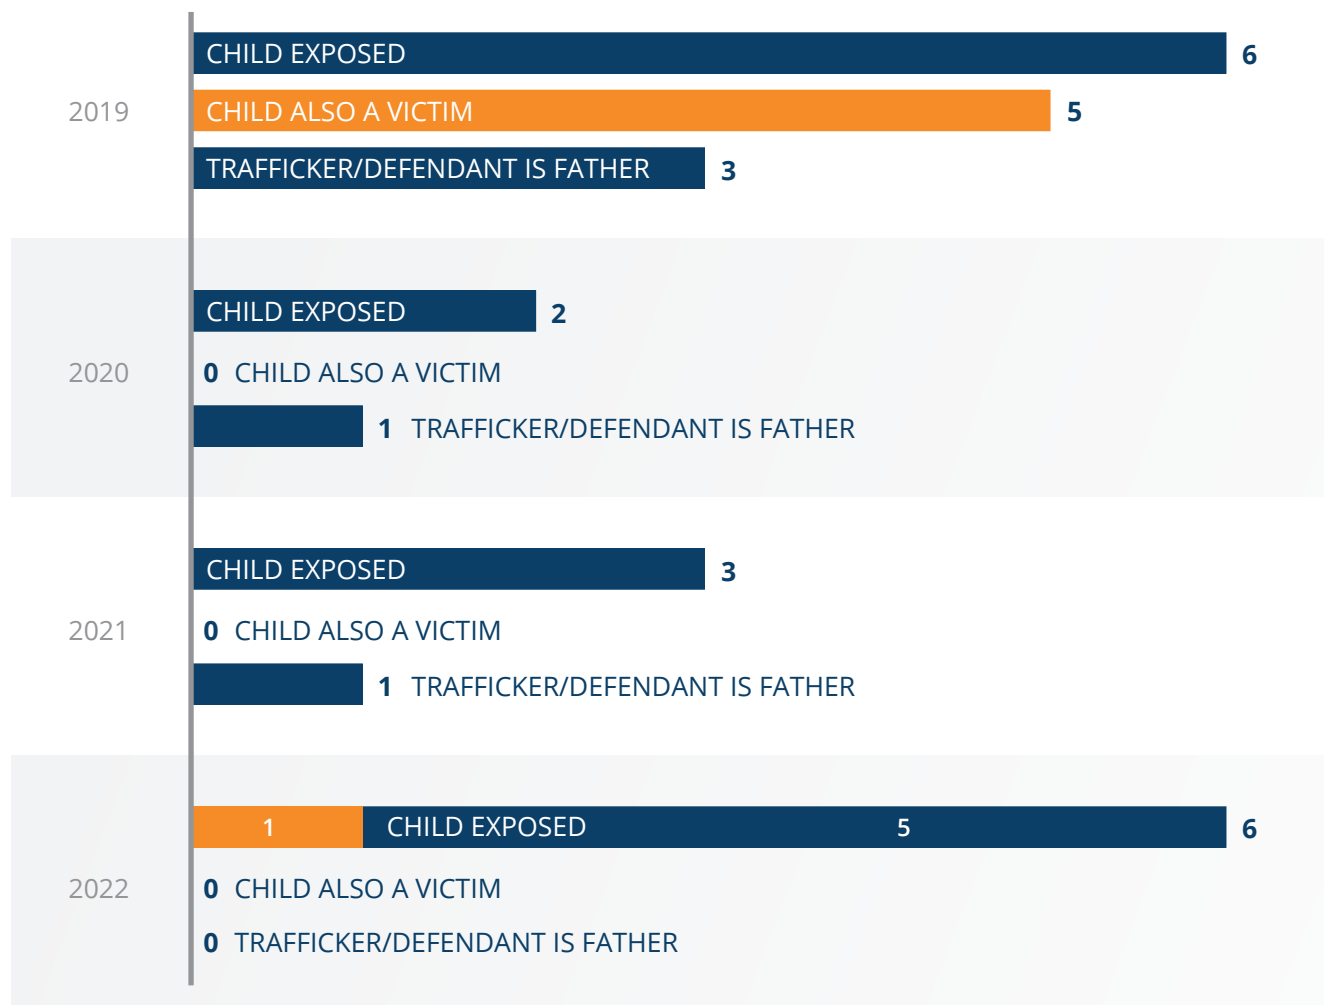 CHILD EXPOSED 6
2019 CHILD ALSO A VICTIM 5
TRAFFICKER/DEFENDANT IS FATHER 3
CHILD EXPOSED 2
2020 0 CHILD ALSO A VICTIM
1 TRAFFICKER/DEFENDANT IS FATHER
CHILD EXPOSED 3
2021 0 CHILD ALSO A VICTIM
1 TRAFFICKER/DEFENDANT IS FATHER
1 CHILD EXPOSED 5 6
2022 0 CHILD ALSO A VICTIM
0 TRAFFICKER/DEFENDANT IS FATHER